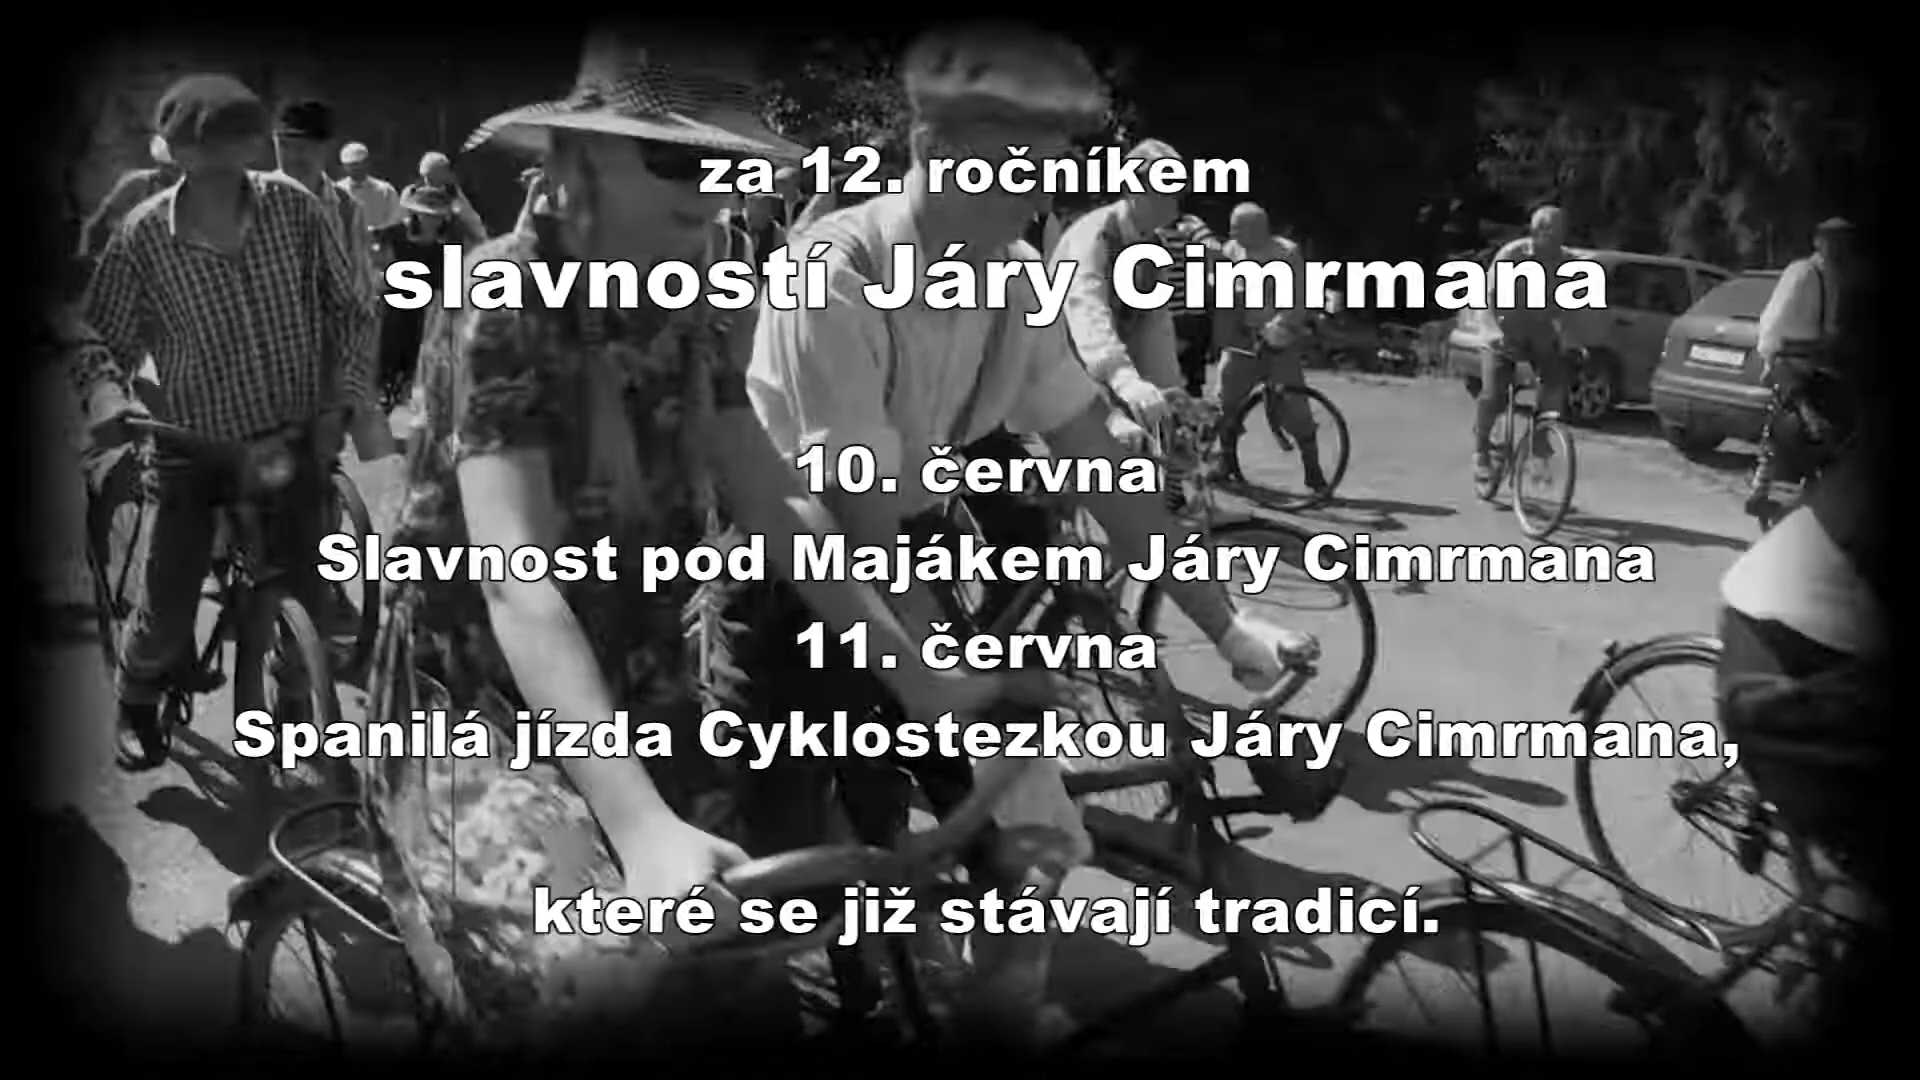 za 12. ročníkem
slavností Járy Cimrmana
10. června
Slavnost pod Majákem Járy Cimrmana
11. června
Spanilá jízda Cyklostezkou Járy Cimrmana,
které se již stávají tradicí.